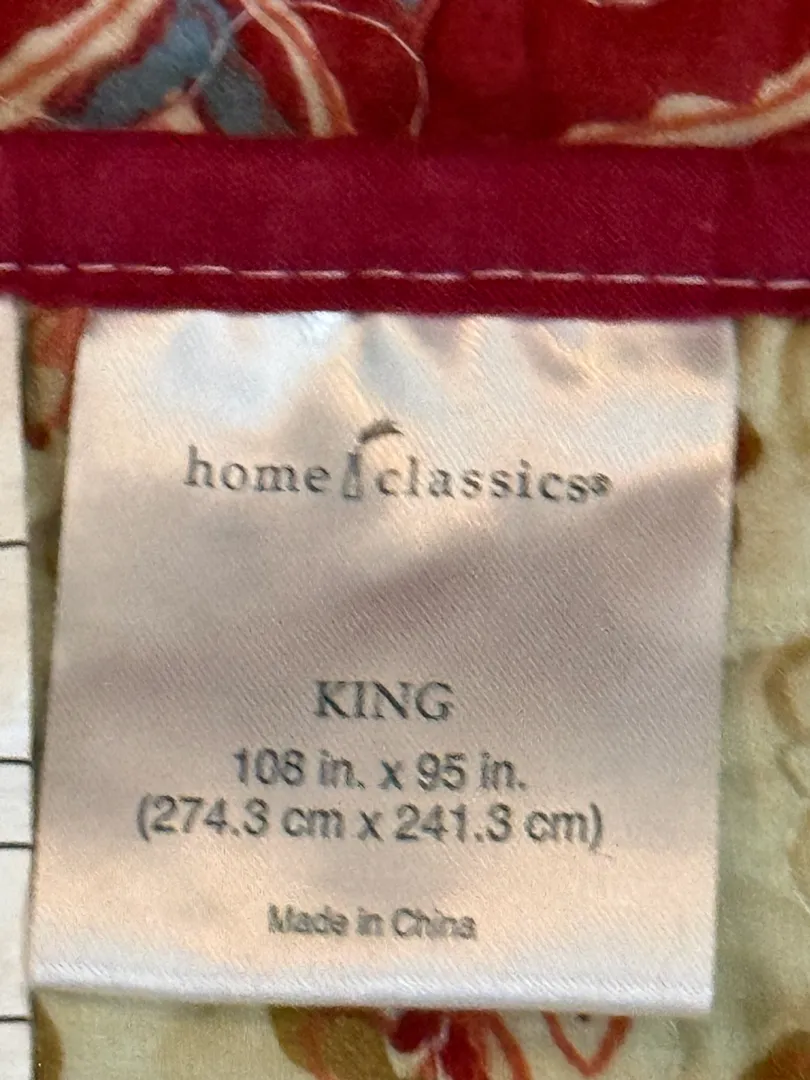 home classics®
KING
108 in. x 95 in.
(274.3 cm x 241.3 cm)
Made in China